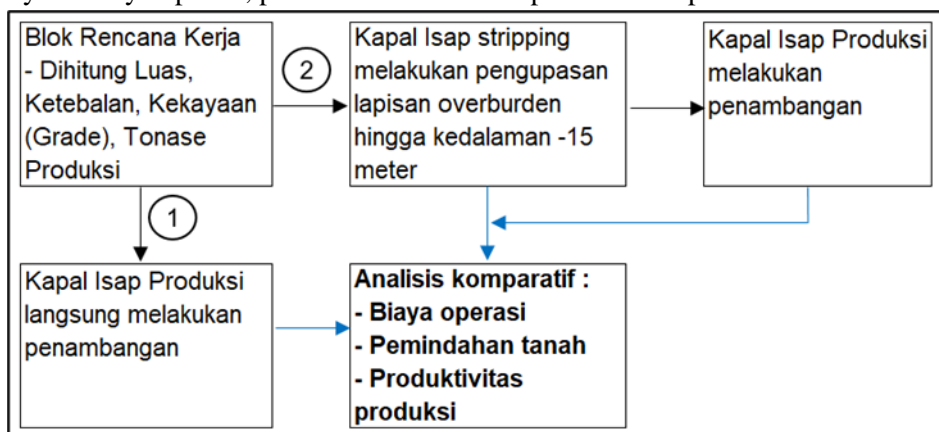 Blok Rencana Kerja
- Dihitung Luas,
Ketebalan, Kekayaan
(Grade), Tonase
Produksi
2
Kapal Isap stripping
melakukan pengupasan
lapisan overburden
hingga kedalaman -15
meter
Kapal Isap Produksi
melakukan
penambangan
1
Kapal Isap Produksi
langsung melakukan
penambangan
Analisis komparatif :
- Biaya operasi
- Pemindahan tanah
- Produktivitas
produksi